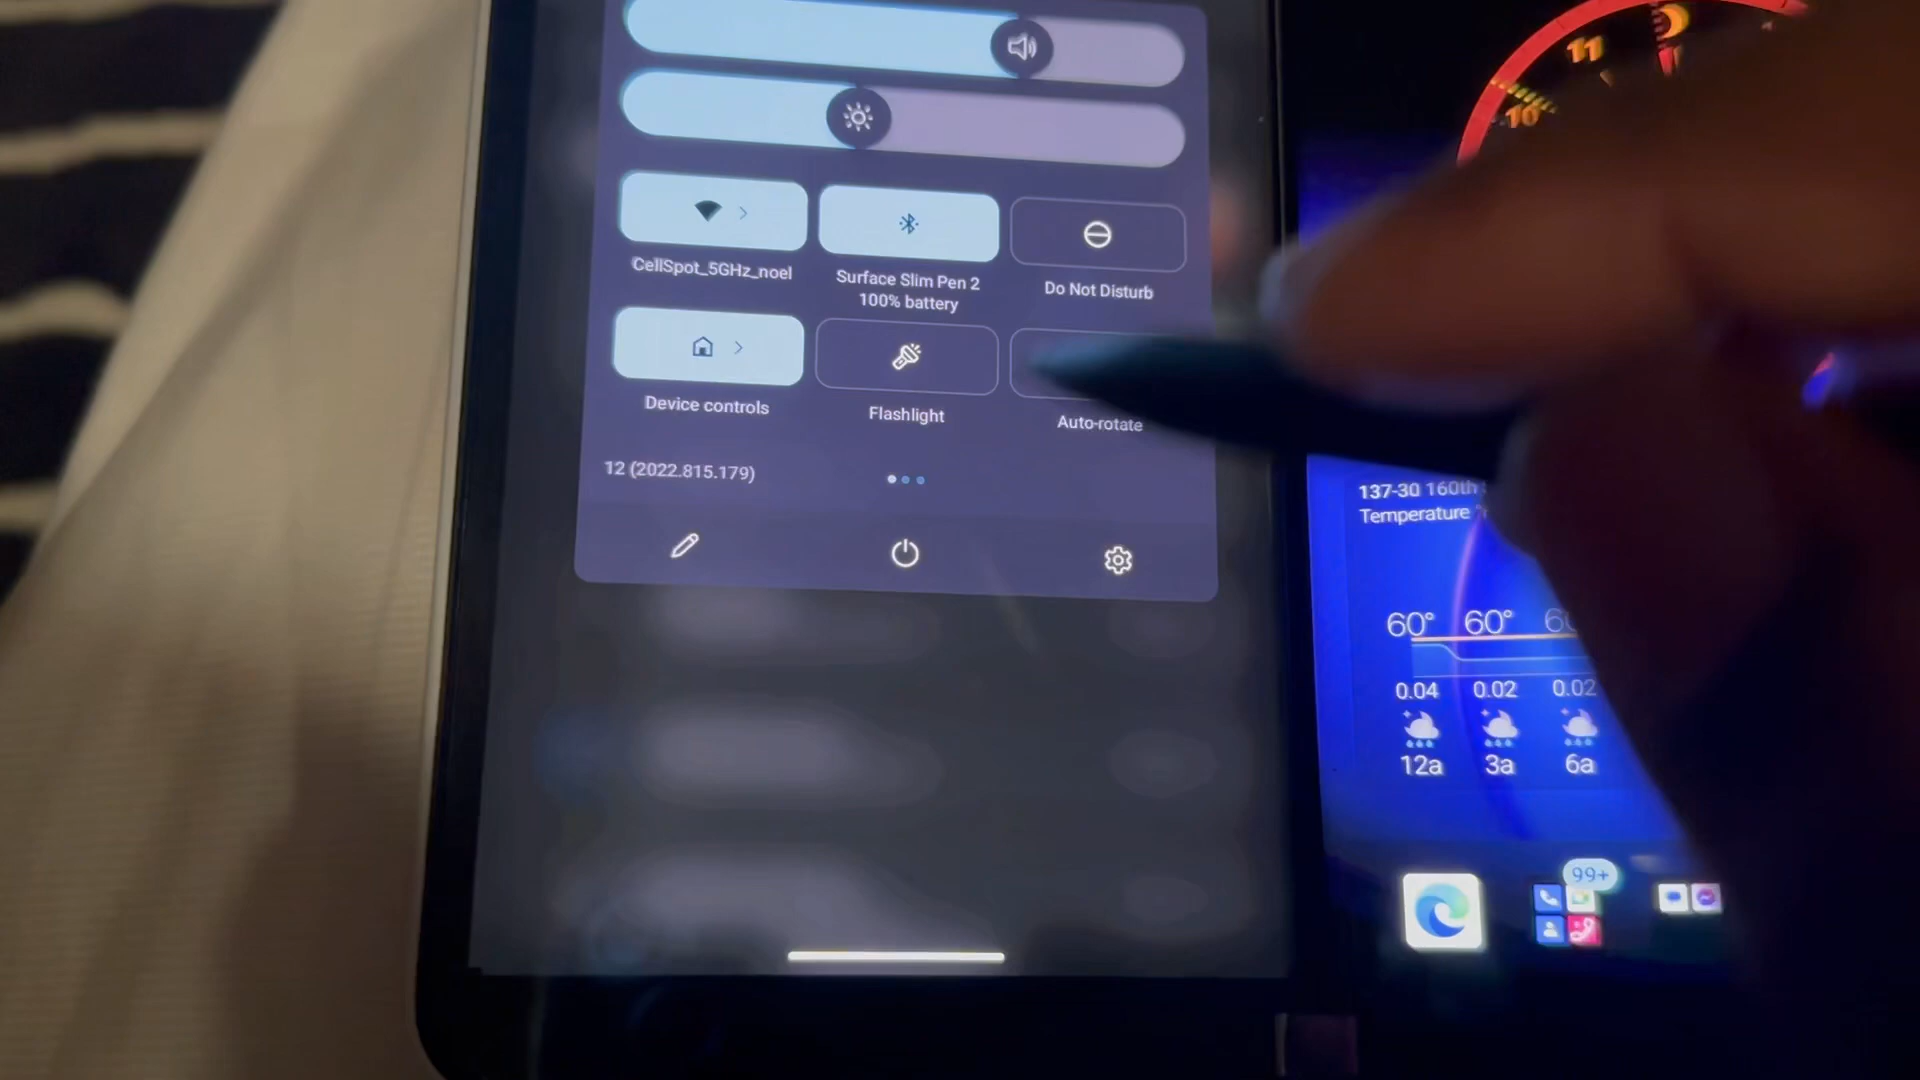 11
10
CellSpot_5GHz_noel
Surface Slim Pen 2
100% battery
Do Not Disturb
Device controls
Flashlight
Auto-rotate
12 (2022.815.179)
137-30 160th
Temperature
60° 60°
0.04 0.02 0.02
12a 3a 6a
99+